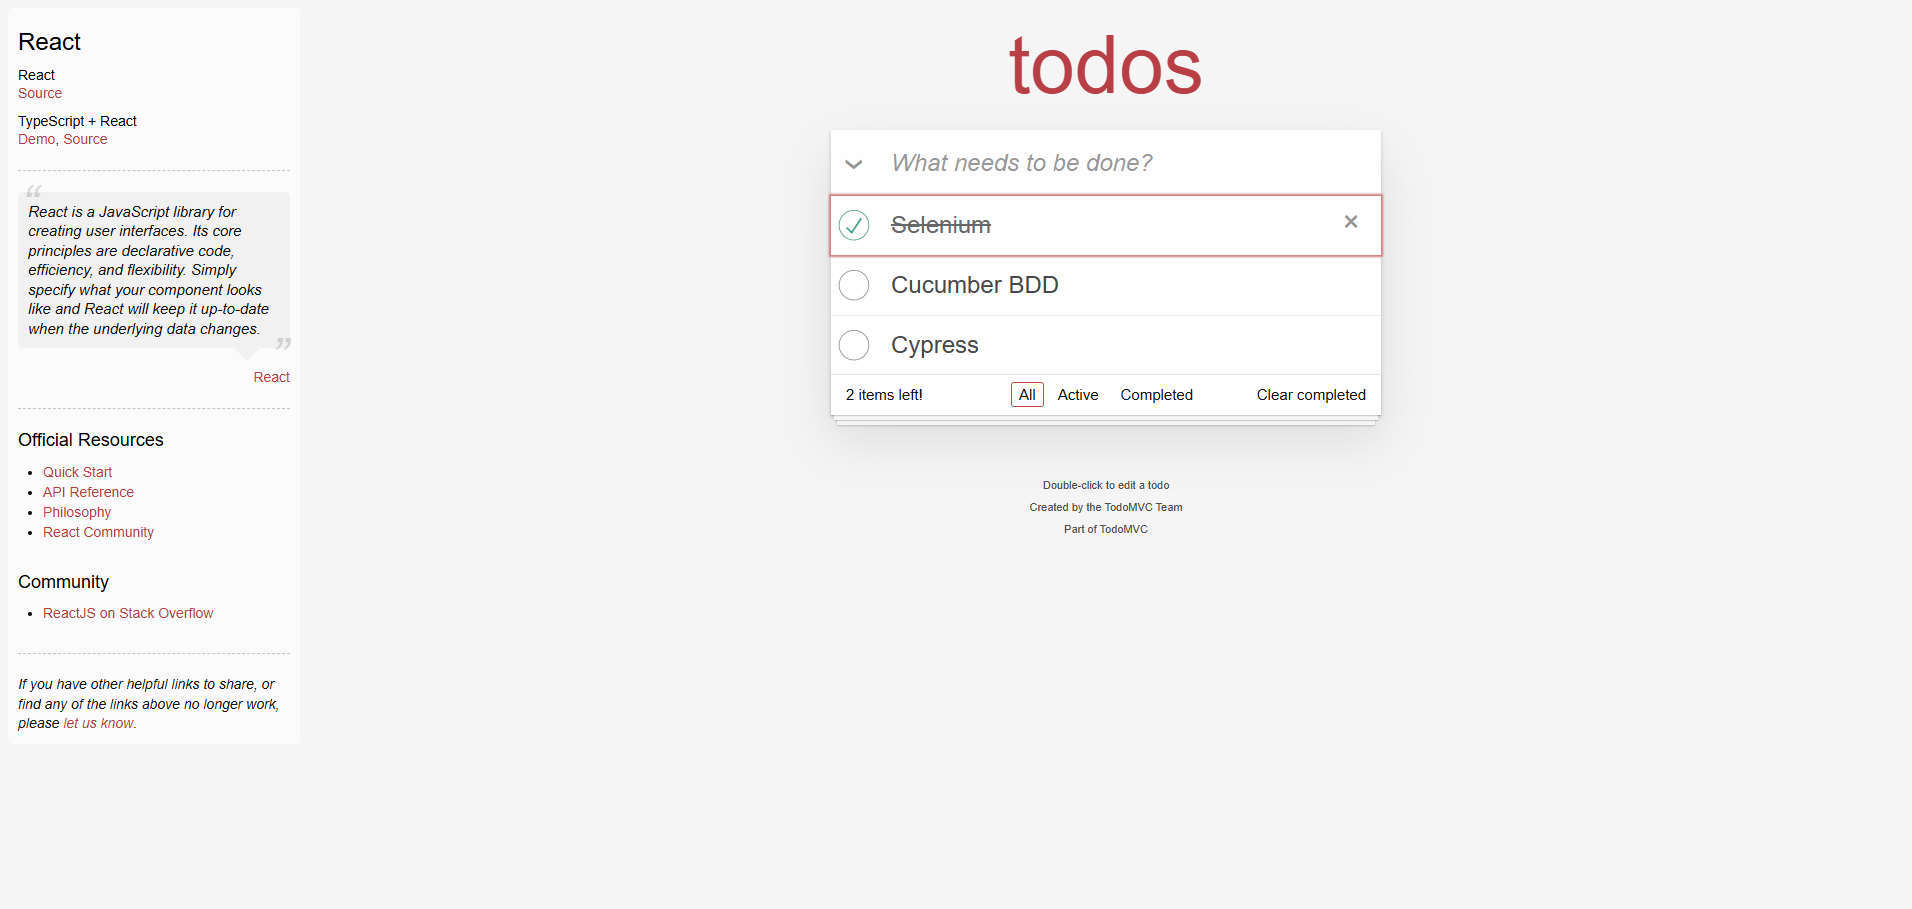 React
React
Source
TypeScript + React
Demo, Source
“
React is a JavaScript library for
creating user interfaces. Its core
principles are declarative code,
efficiency, and flexibility. Simply
specify what your component looks
like and React will keep it up-to-date
when the underlying data changes.
”
React
Official Resources
• Quick Start
• API Reference
• Philosophy
• React Community
Community
• ReactJS on Stack Overflow
If you have other helpful links to share, or
find any of the links above no longer work,
please let us know.
todos
What needs to be done?
Selenium ×
Cucumber BDD
Cypress
2 items left! All Active Completed Clear completed
Double-click to edit a todo
Created by the TodoMVC Team
Part of TodoMVC